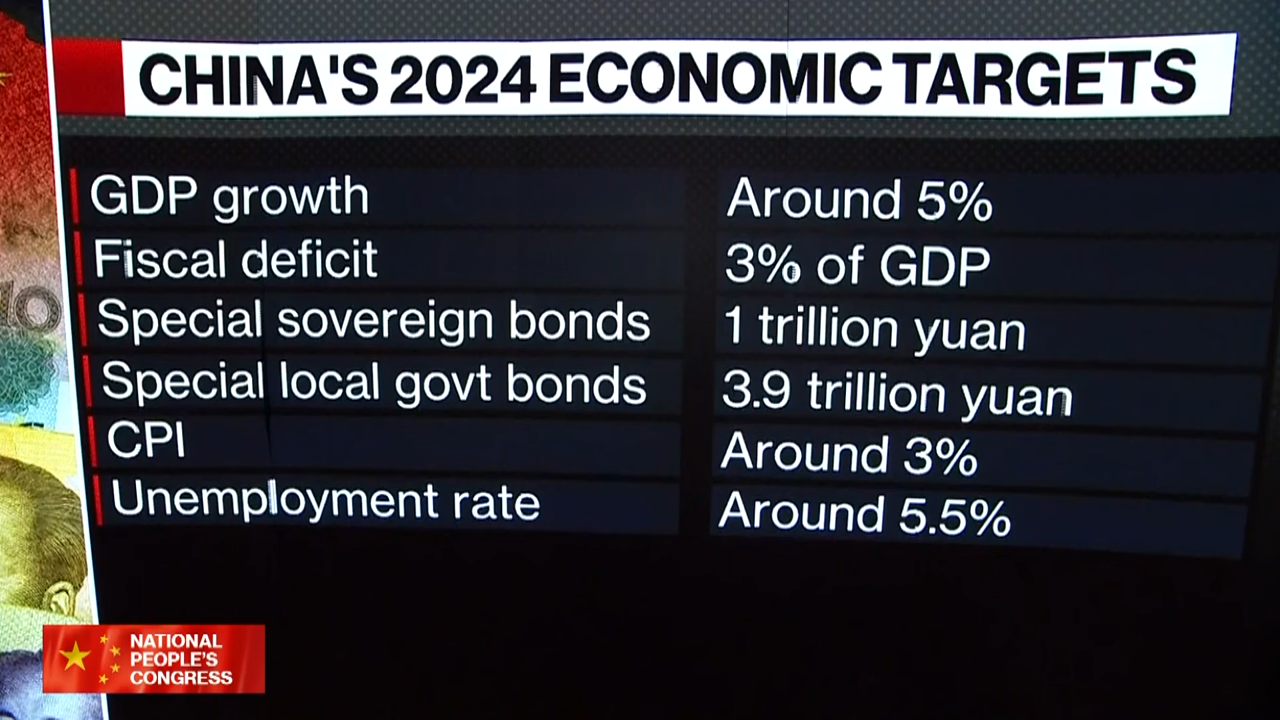 CHINA'S 2024 ECONOMIC TARGETS
GDP growth Around 5%
Fiscal deficit 3% of GDP
Special sovereign bonds 1 trillion yuan
Special local govt bonds 3.9 trillion yuan
CPI Around 3%
Unemployment rate Around 5.5%
NATIONAL
PEOPLE'S
CONGRESS